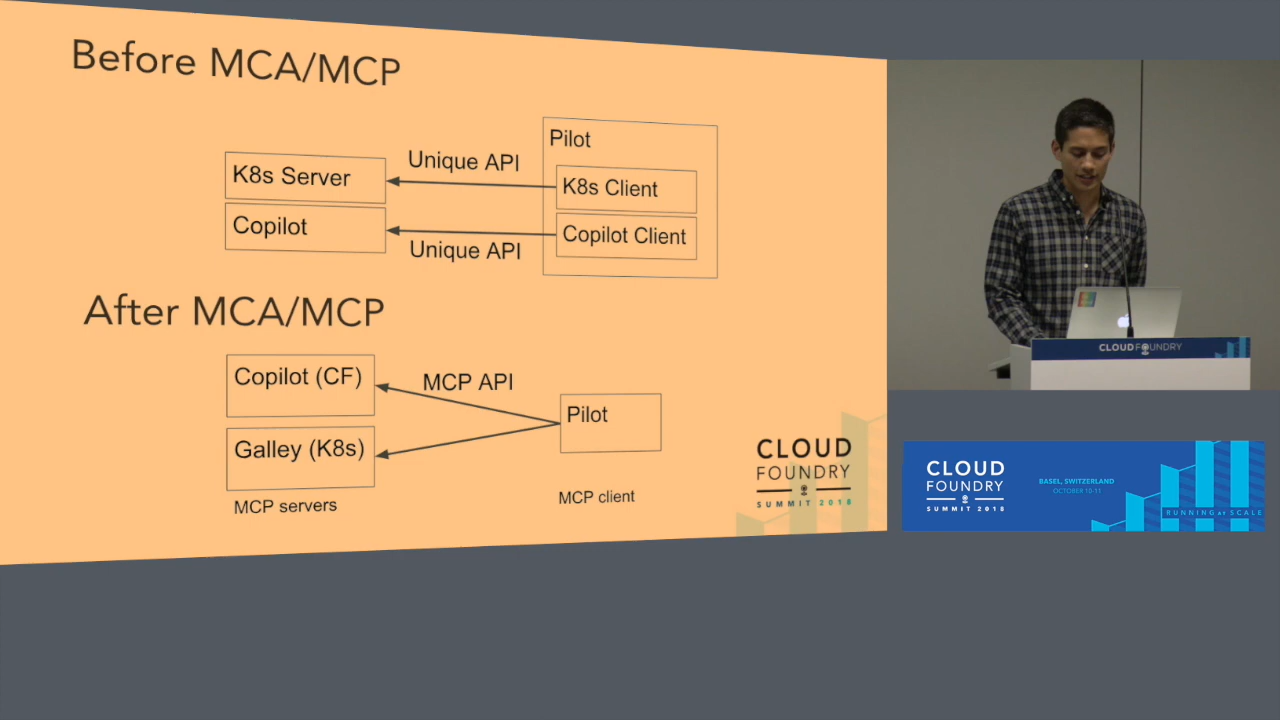 Before MCA/MCP
Pilot
K8s Server
Unique API
K8s Client
Copilot
Unique API
Copilot Client
After MCA/MCP
Copilot (CF)
MCP API
Pilot
Galley (K8s)
MCP servers
MCP client
CLOUD
FOUNDRY
SUMMIT 2018
CLOUDFOUNDRY
CLOUD
FOUNDRY
SUMMIT 2018
BASEL, SWITZERLAND
OCTOBER 10-11
RUNNING at SCALE